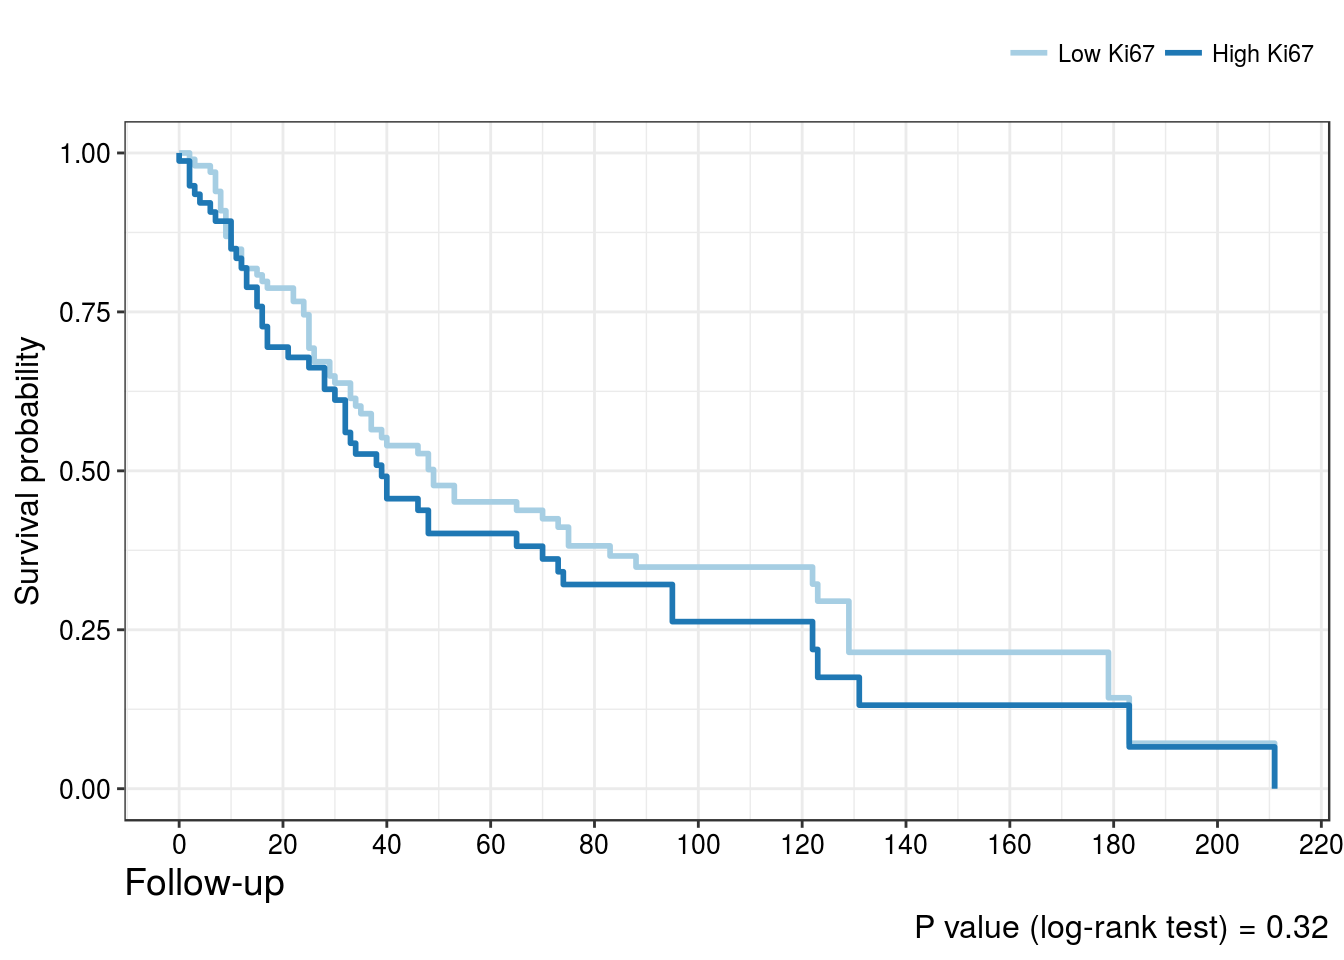 Low Ki67 High Ki67
1.00
0.75
0.50
0.25
0.00
Survival probability
0 20 40 60 80 100 120 140 160 180 200 220
Follow-up
P value (log-rank test) = 0.32